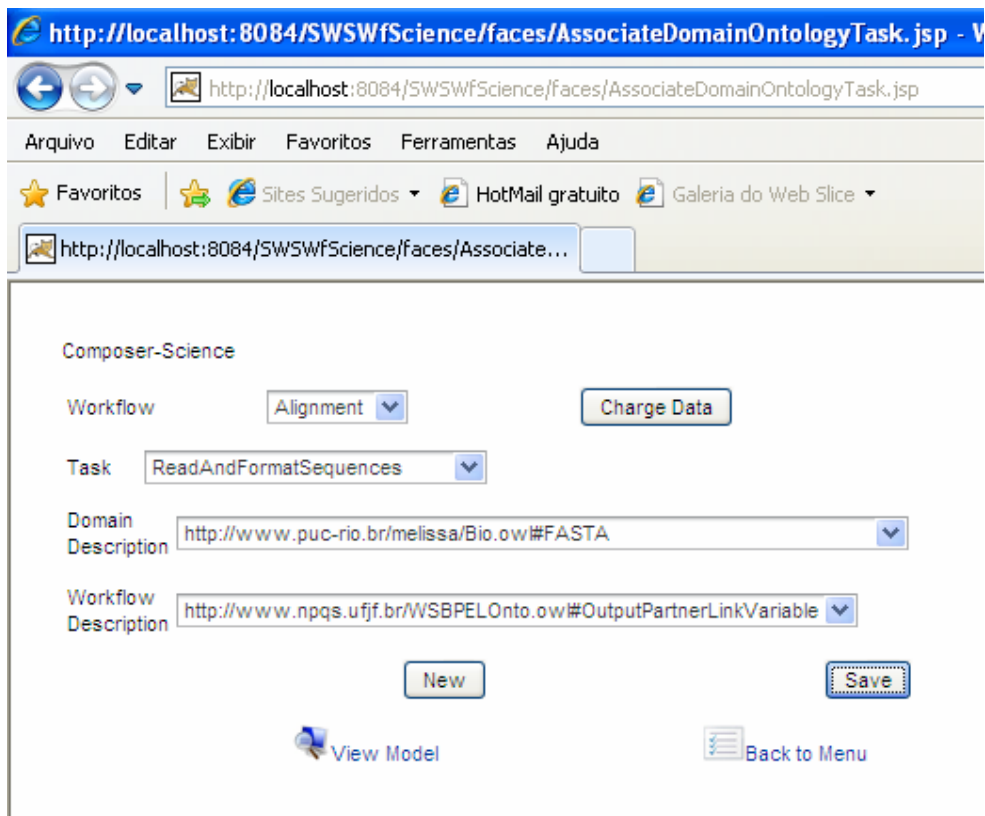 http://localhost:8084/SWSWfScience/faces/AssociateDomainOntologyTask.jsp - W
http://localhost:8084/SWSWfScience/faces/AssociateDomainOntologyTask.jsp
Arquivo Editar Exibir Favoritos Ferramentas Ajuda
Favoritos Sites Sugeridos HotMail gratuito Galeria do Web Slice
http://localhost:8084/SWSWfScience/faces/Associate...
Composer-Science
Workflow Alignment Charge Data
Task ReadAndFormatSequences
Domain
Description http://www.puc-rio.br/melissa/Bio.owl#FASTA
Workflow
Description http://www.npqs.ufjf.br/WSBPELOnto.owl#OutputPartnerLinkVariable
New Save
View Model Back to Menu